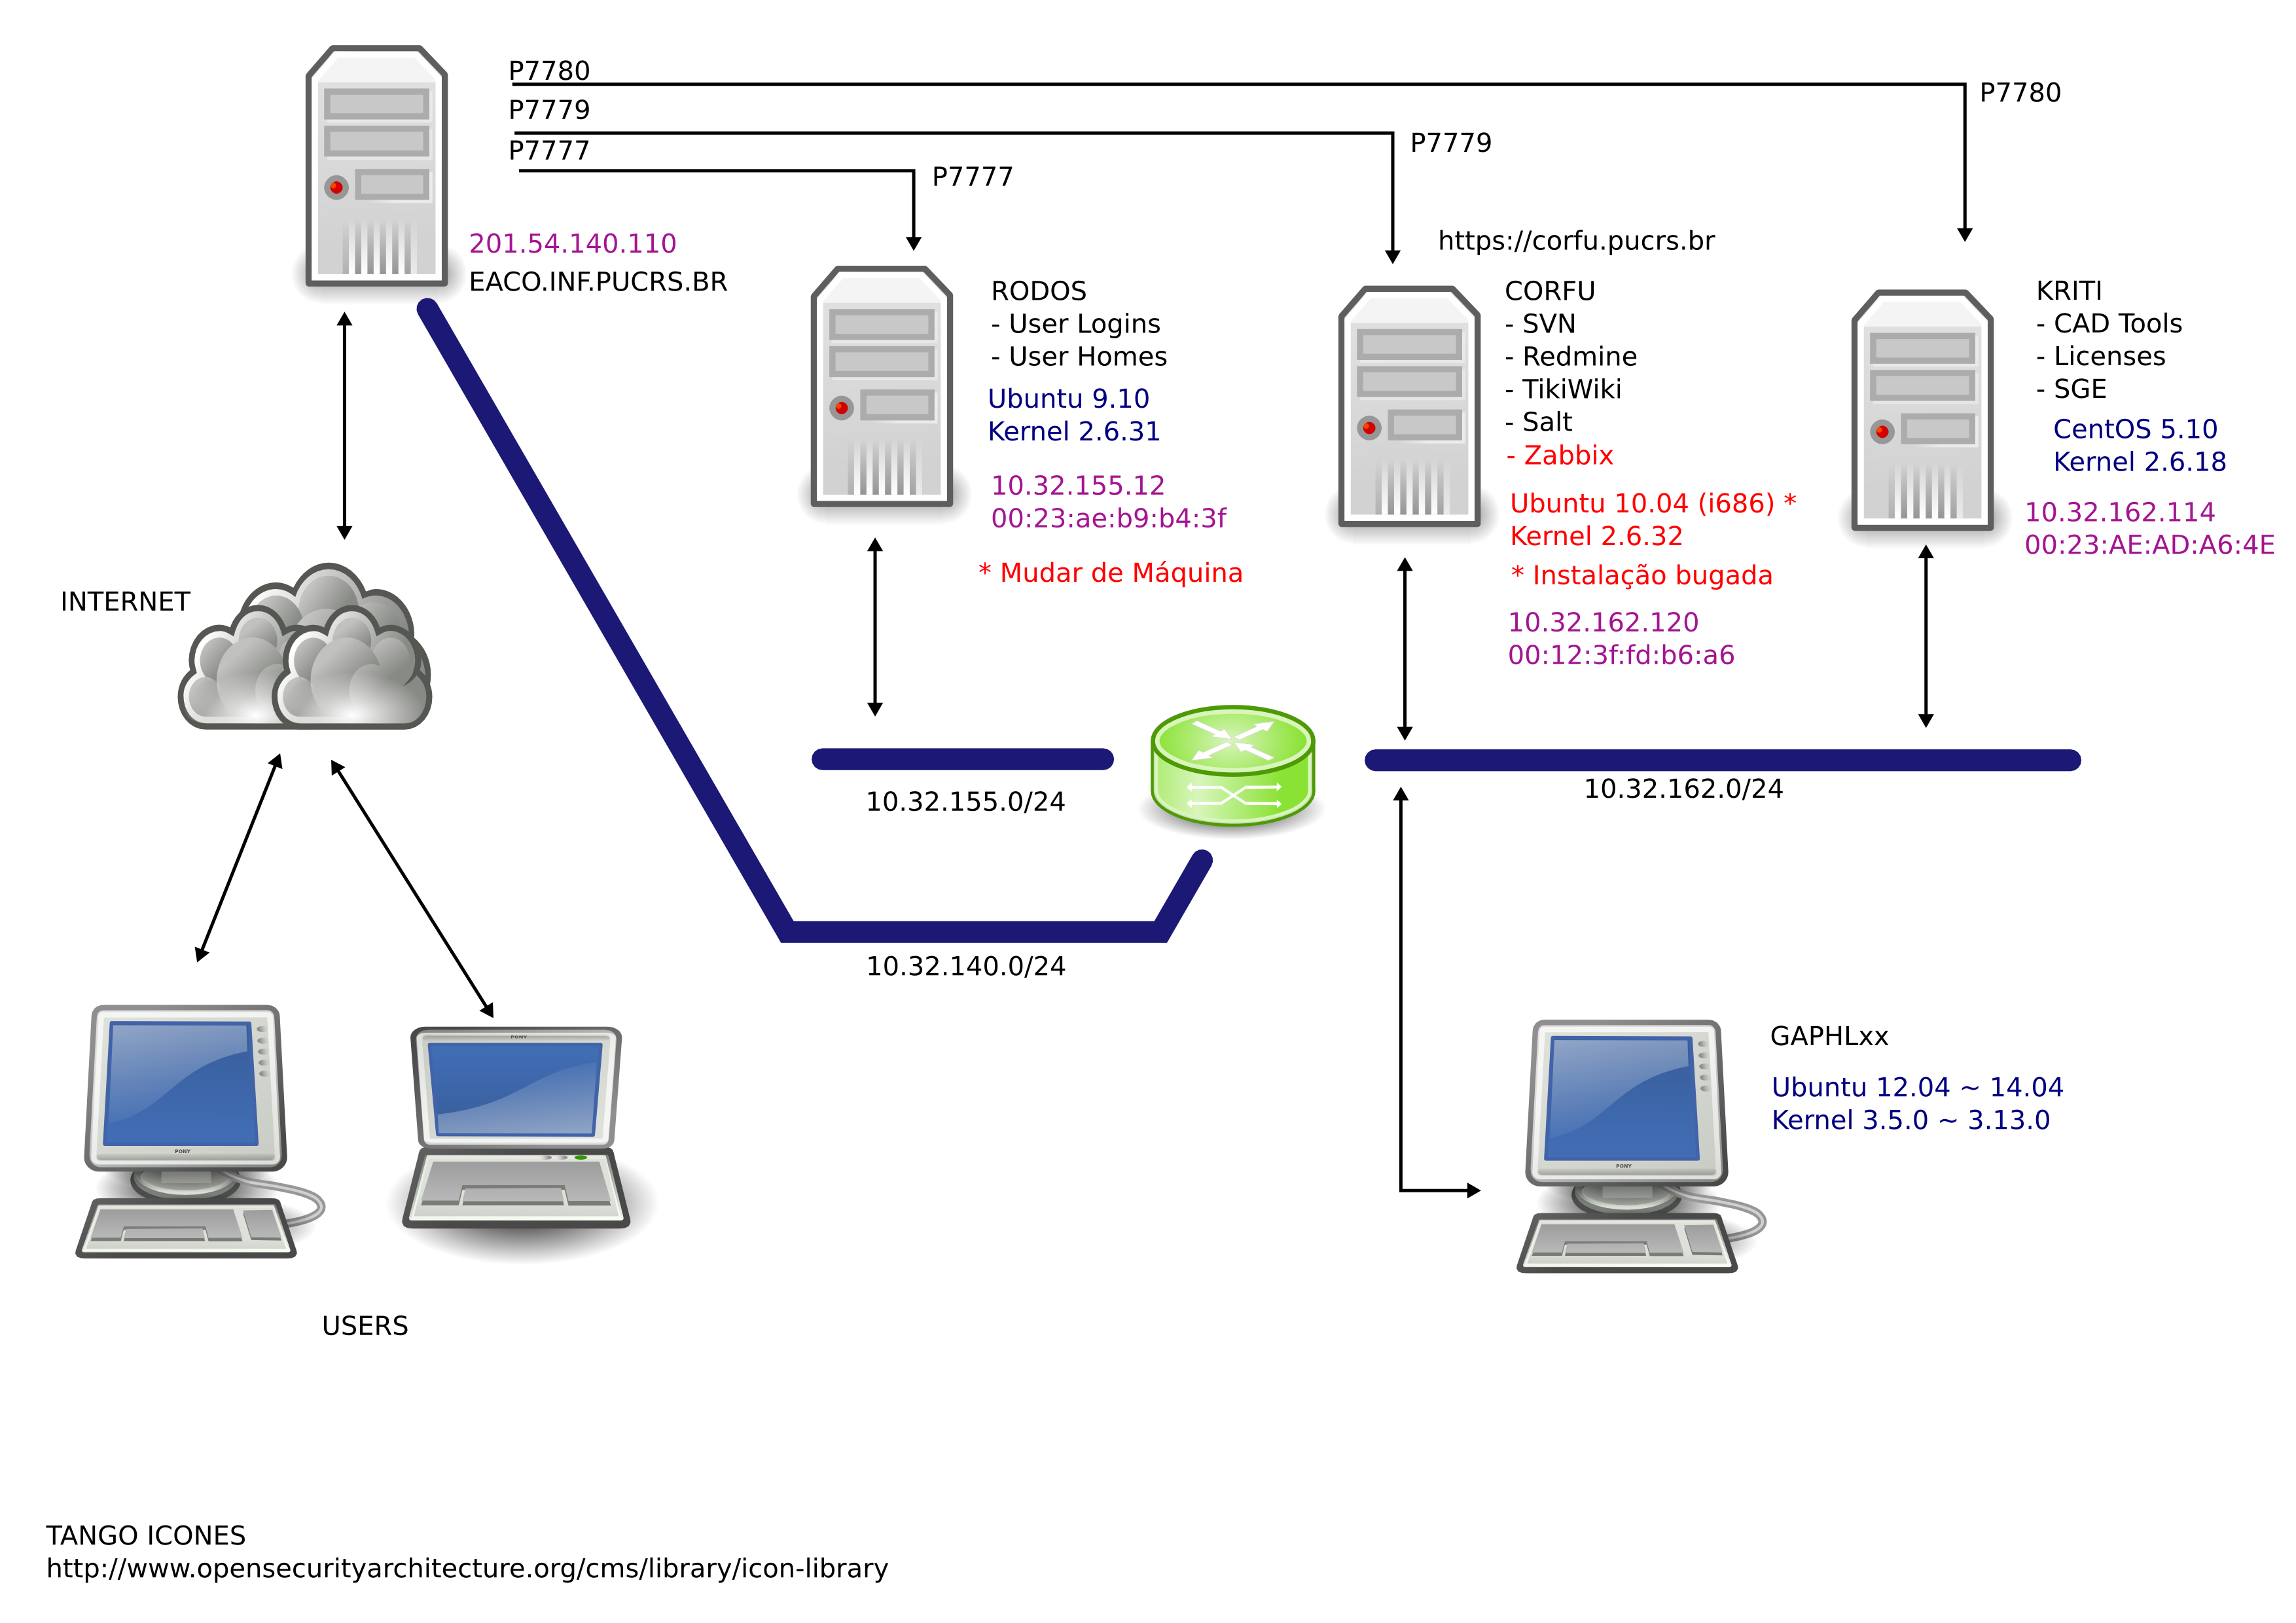 P7780
P7779
P7777
P7780
P7779
P7777
201.54.140.110
EACO.INF.PUCRS.BR
https://corfu.pucrs.br
RODOS
- User Logins
- User Homes
Ubuntu 9.10
Kernel 2.6.31
10.32.155.12
00:23:ae:b9:b4:3f
* Mudar de Máquina
CORFU
- SVN
- Redmine
- TikiWiki
- Salt
- Zabbix
Ubuntu 10.04 (i686) *
Kernel 2.6.32
* Instalação bugada
10.32.162.120
00:12:3f:fd:b6:a6
KRITI
- CAD Tools
- Licenses
- SGE
CentOS 5.10
Kernel 2.6.18
10.32.162.114
00:23:AE:AD:A6:4E
INTERNET
10.32.155.0/24
10.32.162.0/24
10.32.140.0/24
PONY
PONY
PONY
GAPHLxx
Ubuntu 12.04 ~ 14.04
Kernel 3.5.0 ~ 3.13.0
USERS
TANGO ICONES
http://www.opensecurityarchitecture.org/cms/library/icon-library